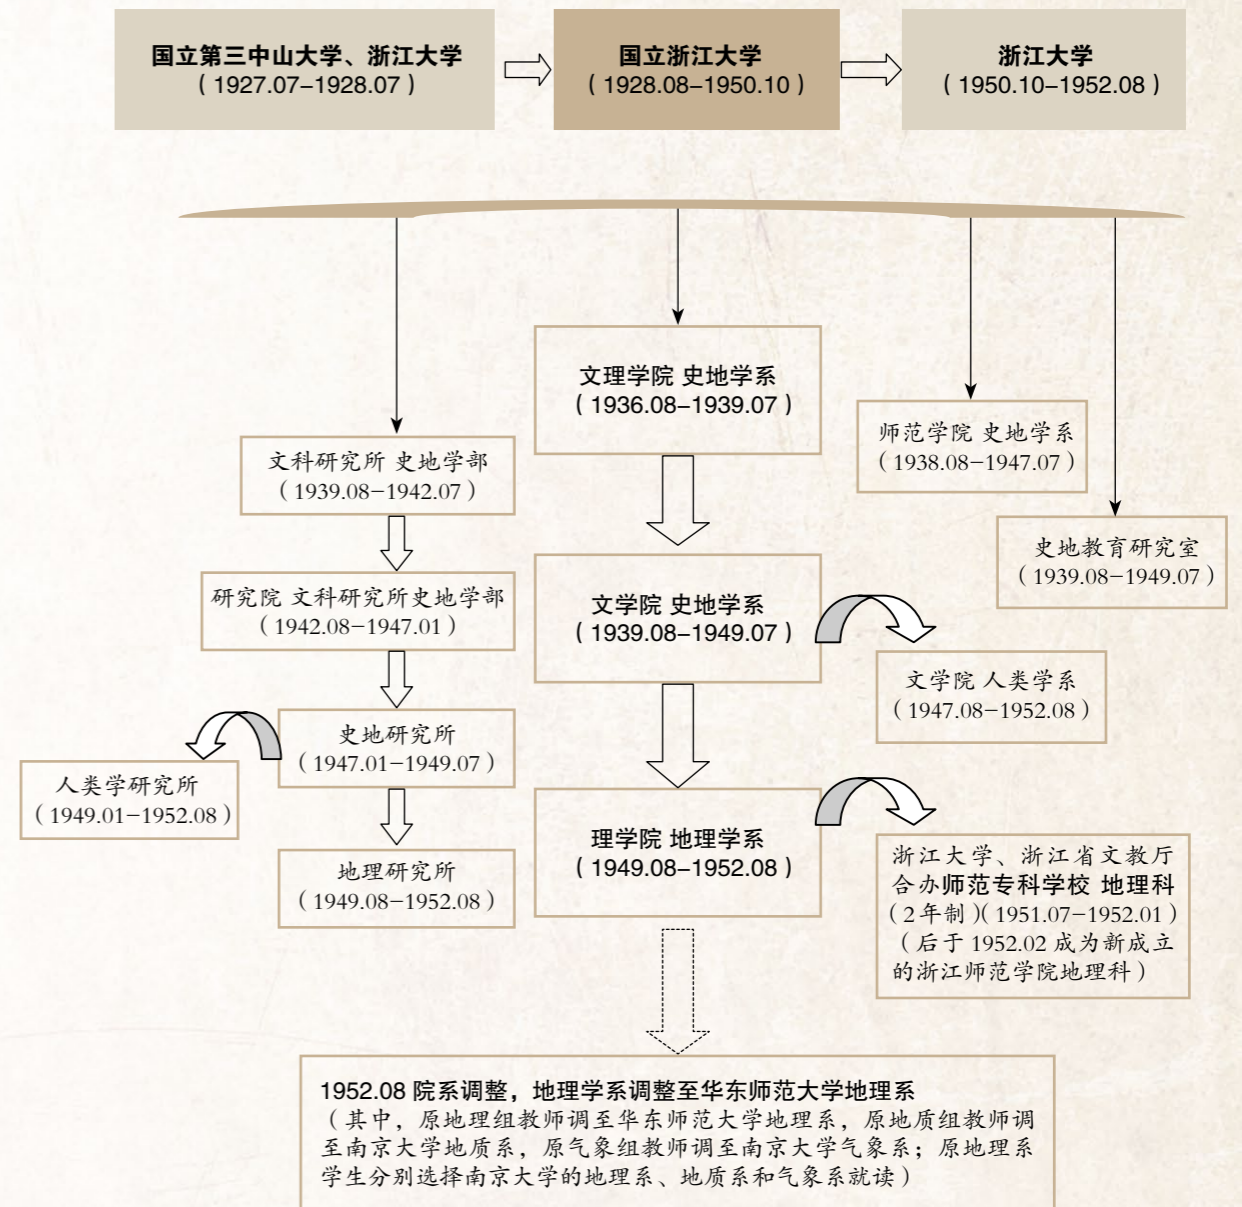 国立第三中山大学、浙江大学
（1927.07–1928.07）
国立浙江大学
（1928.08–1950.10）
浙江大学
（1950.10–1952.08）
文理学院 史地学系
（1936.08–1939.07）
师范学院 史地学系
（1938.08–1947.07）
文科研究所 史地学部
（1939.08–1942.07）
史地教育研究室
（1939.08–1949.07）
研究院 文科研究所史地学部
（1942.08–1947.01）
文学院 史地学系
（1939.08–1949.07）
文学院 人类学系
（1947.08–1952.08）
史地研究所
（1947.01–1949.07）
人类学研究所
（1949.01–1952.08）
理学院 地理学系
（1949.08–1952.08）
地理研究所
（1949.08–1952.08）
浙江大学、浙江省文教厅
合办师范专科学校 地理科
（2年制）（1951.07–1952.01）
（后于 1952.02 成为新成立
的浙江师范学院地理科）
1952.08 院系调整，地理学系调整至华东师范大学地理系
（其中，原地理组教师调至华东师范大学地理系，原地质组教师调
至南京大学地质系，原气象组教师调至南京大学气象系；原地理系
学生分别选择南京大学的地理系、地质系和气象系就读）